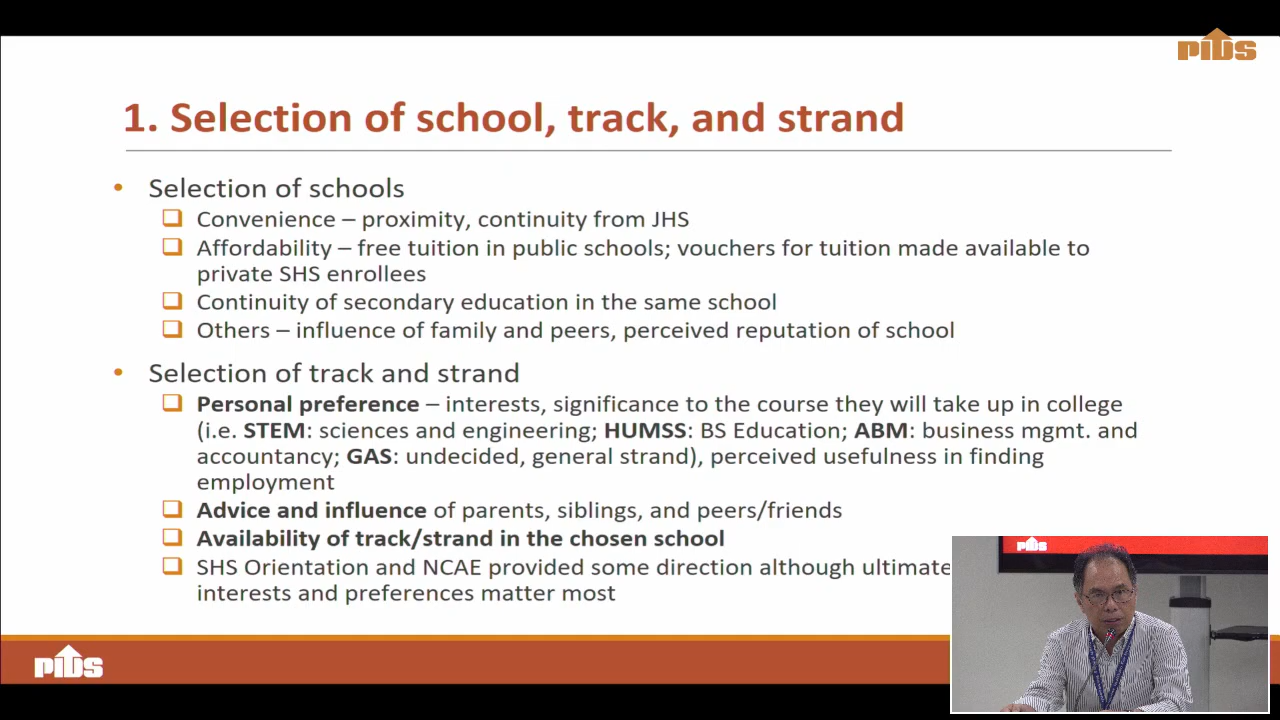 PIDS
1. Selection of school, track, and strand
• Selection of schools
❑ Convenience – proximity, continuity from JHS
❑ Affordability – free tuition in public schools; vouchers for tuition made available to
private SHS enrollees
❑ Continuity of secondary education in the same school
❑ Others – influence of family and peers, perceived reputation of school
• Selection of track and strand
❑ Personal preference – interests, significance to the course they will take up in college
(i.e. STEM: sciences and engineering; HUMSS: BS Education; ABM: business mgmt. and
accountancy; GAS: undecided, general strand), perceived usefulness in finding
employment
❑ Advice and influence of parents, siblings, and peers/friends
❑ Availability of track/strand in the chosen school
❑ SHS Orientation and NCAE provided some direction although ultimate
interests and preferences matter most
PIDS
PIDS